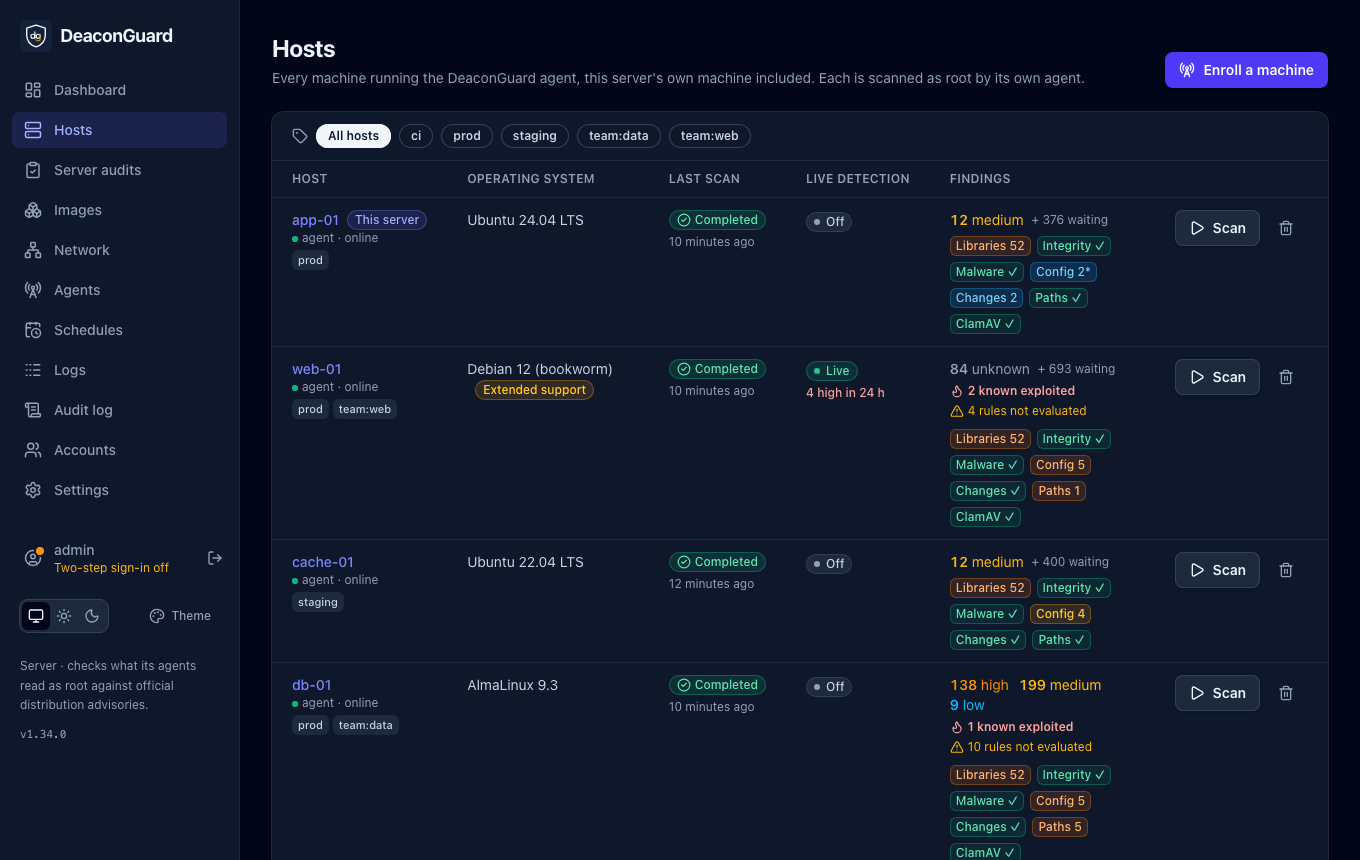 dg DeaconGuard
Dashboard
Hosts
Server audits
Images
Network
Agents
Schedules
Logs
Audit log
Accounts
Settings
admin
Two-step sign-in off
Theme
Server · checks what its agents
read as root against official
distribution advisories.
v1.34.0
Hosts
Every machine running the DeaconGuard agent, this server's own machine included. Each is scanned as root by its own agent.
Enroll a machine
All hosts ci prod staging team:data team:web
HOST OPERATING SYSTEM LAST SCAN LIVE DETECTION FINDINGS
app-01 This server
agent · online
prod
Ubuntu 24.04 LTS
Completed
10 minutes ago
Off
12 medium + 376 waiting
Libraries 52 Integrity ✓
Malware ✓ Config 2*
Changes 2 Paths ✓
ClamAV ✓
Scan
web-01
agent · online
prod team:web
Debian 12 (bookworm)
Extended support
Completed
10 minutes ago
Live
4 high in 24 h
84 unknown + 693 waiting
2 known exploited
4 rules not evaluated
Libraries 52 Integrity ✓
Malware ✓ Config 5
Changes ✓ Paths 1
ClamAV ✓
Scan
cache-01
agent · online
staging
Ubuntu 22.04 LTS
Completed
12 minutes ago
Off
12 medium + 400 waiting
Libraries 52 Integrity ✓
Malware ✓ Config 4
Changes ✓ Paths ✓
Scan
db-01
agent · online
prod team:data
AlmaLinux 9.3
Completed
10 minutes ago
Off
138 high 199 medium
9 low
1 known exploited
10 rules not evaluated
Libraries 52 Integrity ✓
Malware ✓ Config 5
Changes ✓ Paths 5
ClamAV ✓
Scan